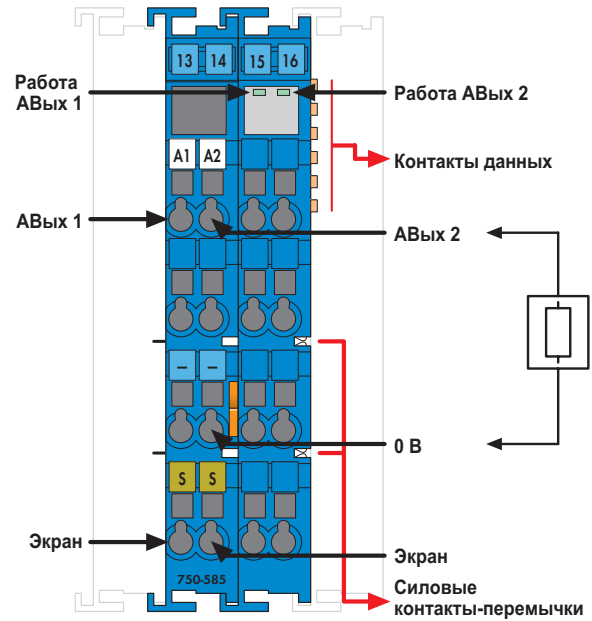 13 14 15 16
Работа
АВых 1
Работа АВых 2
A1 A2
Контакты данных
АВых 1
АВых 2
– –
0 В
S S
Экран
Экран
750-585
Силовые
контакты-перемычки